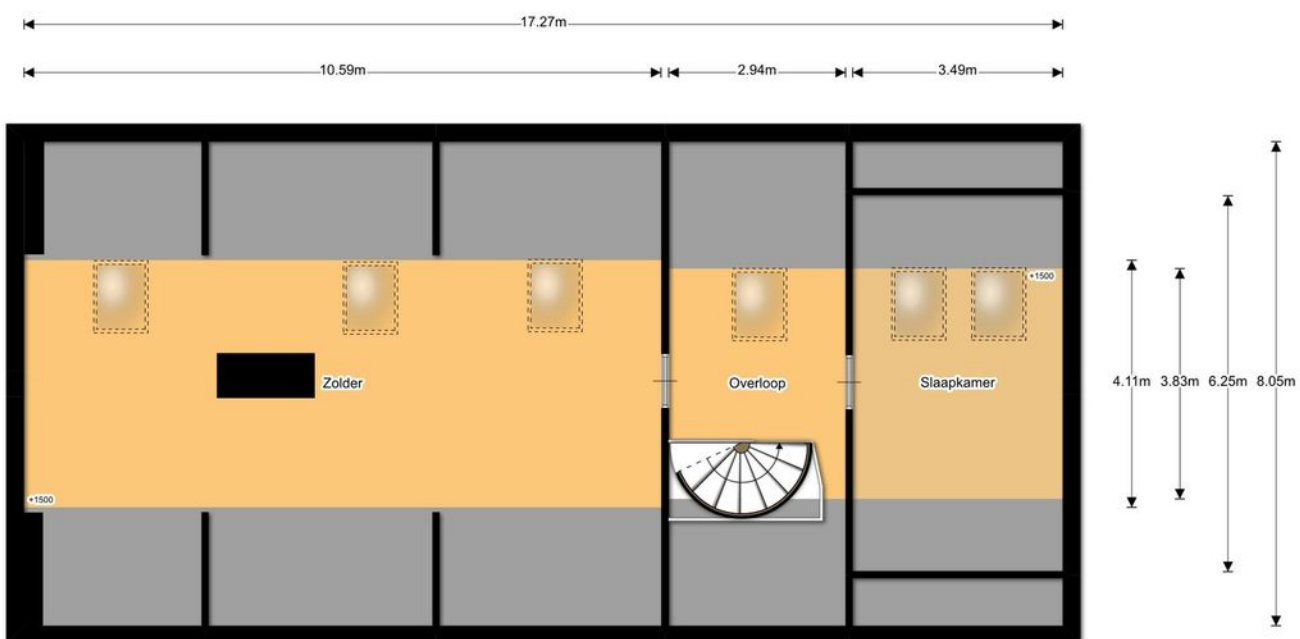 17.27m
10.59m
2.94m
3.49m
+1500
Zolder
Overloop
Slaapkamer
4.11m
3.83m
6.25m
8.05m
+1500